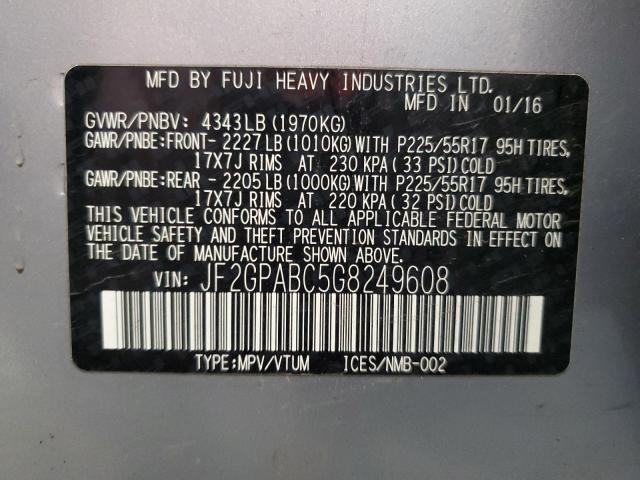 MFD BY FUJI HEAVY INDUSTRIES LTD.
MFD IN 01/16
GVWR/PNBV: 4343LB (1970KG)
GAWR/PNBE:FRONT- 2227LB (1010KG) WITH P225/55R17 95H TIRES,
17X7J RIMS AT 230 KPA (33 PSI) COLD
GAWR/PNBE:REAR - 2205LB (1000KG) WITH P225/55R17 95H TIRES,
17X7J RIMS AT 220 KPA (32 PSI) COLD
THIS VEHICLE CONFORMS TO ALL APPLICABLE FEDERAL MOTOR
VEHICLE SAFETY AND THEFT PREVENTION STANDARDS IN EFFECT ON
THE DATE OF MANUFACTURE SHOWN ABOVE.
VIN: JF2GPABC5G8249608
TYPE:MPV/VTUM ICES/NMB-002